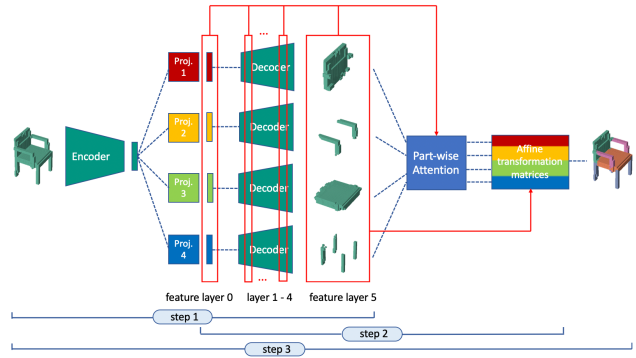 ...
Proj.
1
Decoder
Proj.
2
Decoder
Encoder
Part-wise
Attention
Affine
transformation
matrices
Proj.
3
Decoder
Proj.
4
Decoder
...
feature layer 0
layer 1 - 4
feature layer 5
step 1
step 2
step 3